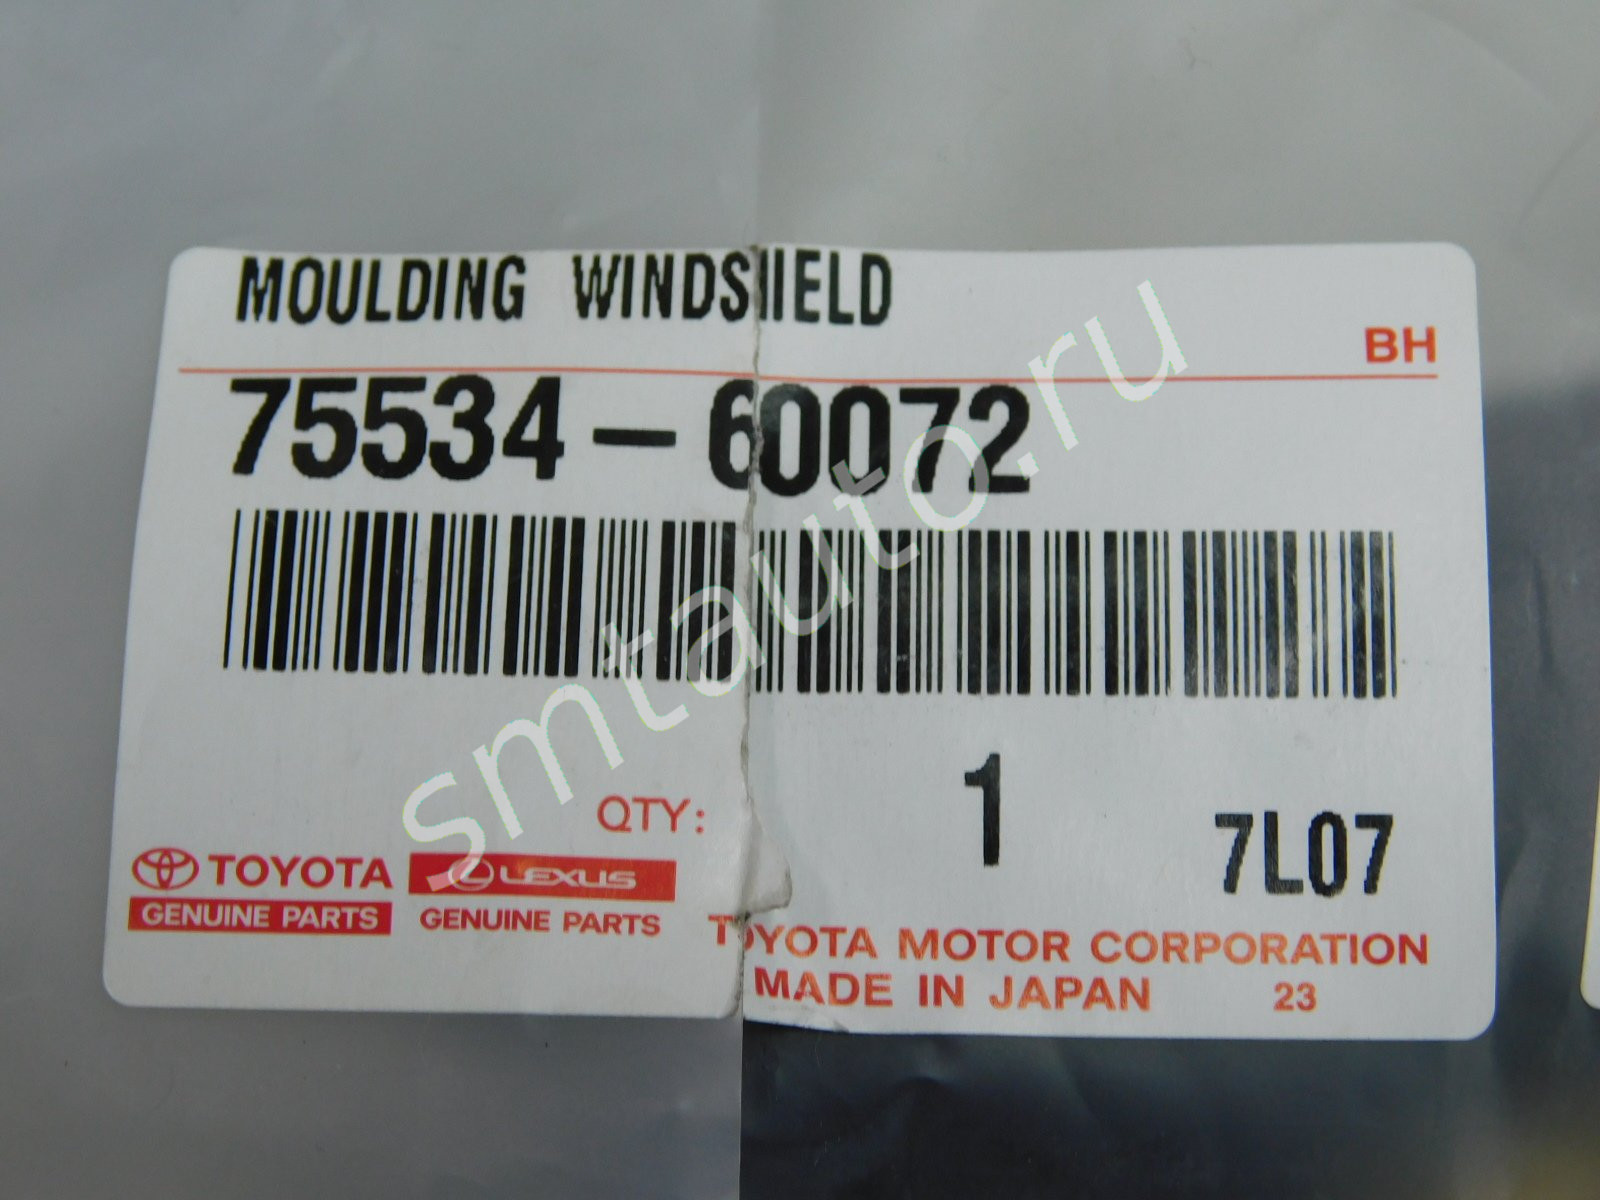 MOULDING WINDSHIELD
BH
75534-60072
QTY: 1 7L07
TOYOTA LEXUS
GENUINE PARTS GENUINE PARTS
TOYOTA MOTOR CORPORATION
MADE IN JAPAN 23
smtauto.ru